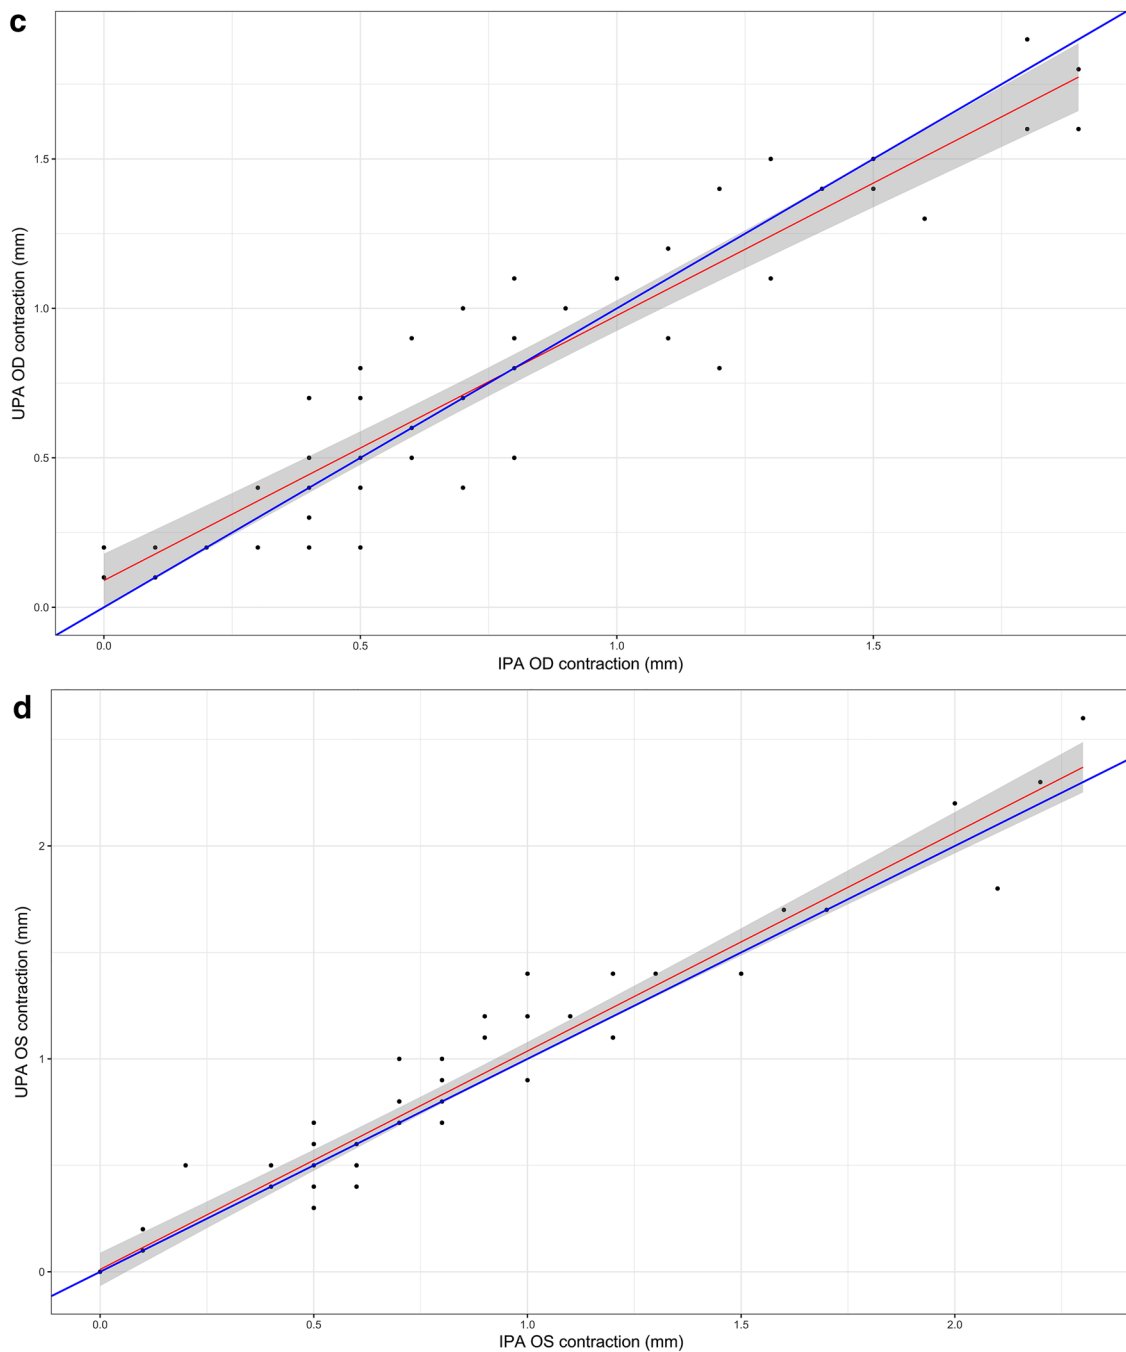 c
1.5
1.0
0.5
0.0
UPA OD contraction (mm)
0.0 0.5 1.0 1.5
IPA OD contraction (mm)
d
2
1
0
UPA OS contraction (mm)
0.0 0.5 1.0 1.5 2.0
IPA OS contraction (mm)